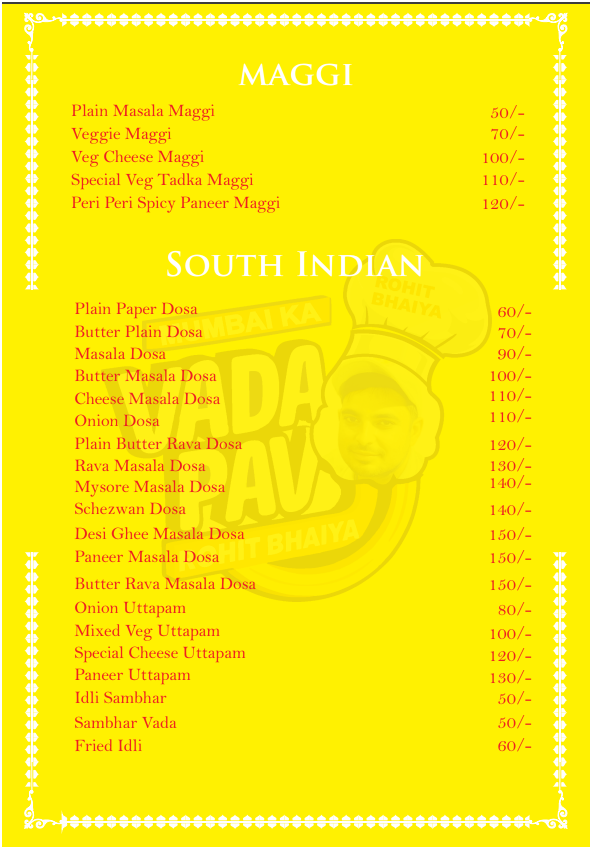 MAGGI
Plain Masala Maggi 50/-
Veggie Maggi 70/-
Veg Cheese Maggi 100/-
Special Veg Tadka Maggi 110/-
Peri Peri Spicy Paneer Maggi 120/-
SOUTH INDIAN
ROHIT
BHAIYA
Plain Paper Dosa 60/-
MUMBAI KA
Butter Plain Dosa 70/-
Masala Dosa 90/-
Butter Masala Dosa 100/-
VADA
Cheese Masala Dosa 110/-
Onion Dosa 110/-
Plain Butter Rava Dosa 120/-
Rava Masala Dosa 130/-
PAV
Mysore Masala Dosa 140/-
Schezwan Dosa 140/-
Desi Ghee Masala Dosa 150/-
ROHIT BHAIYA
Paneer Masala Dosa 150/-
Butter Rava Masala Dosa 150/-
Onion Uttapam 80/-
Mixed Veg Uttapam 100/-
Special Cheese Uttapam 120/-
Paneer Uttapam 130/-
Idli Sambhar 50/-
Sambhar Vada 50/-
Fried Idli 60/-